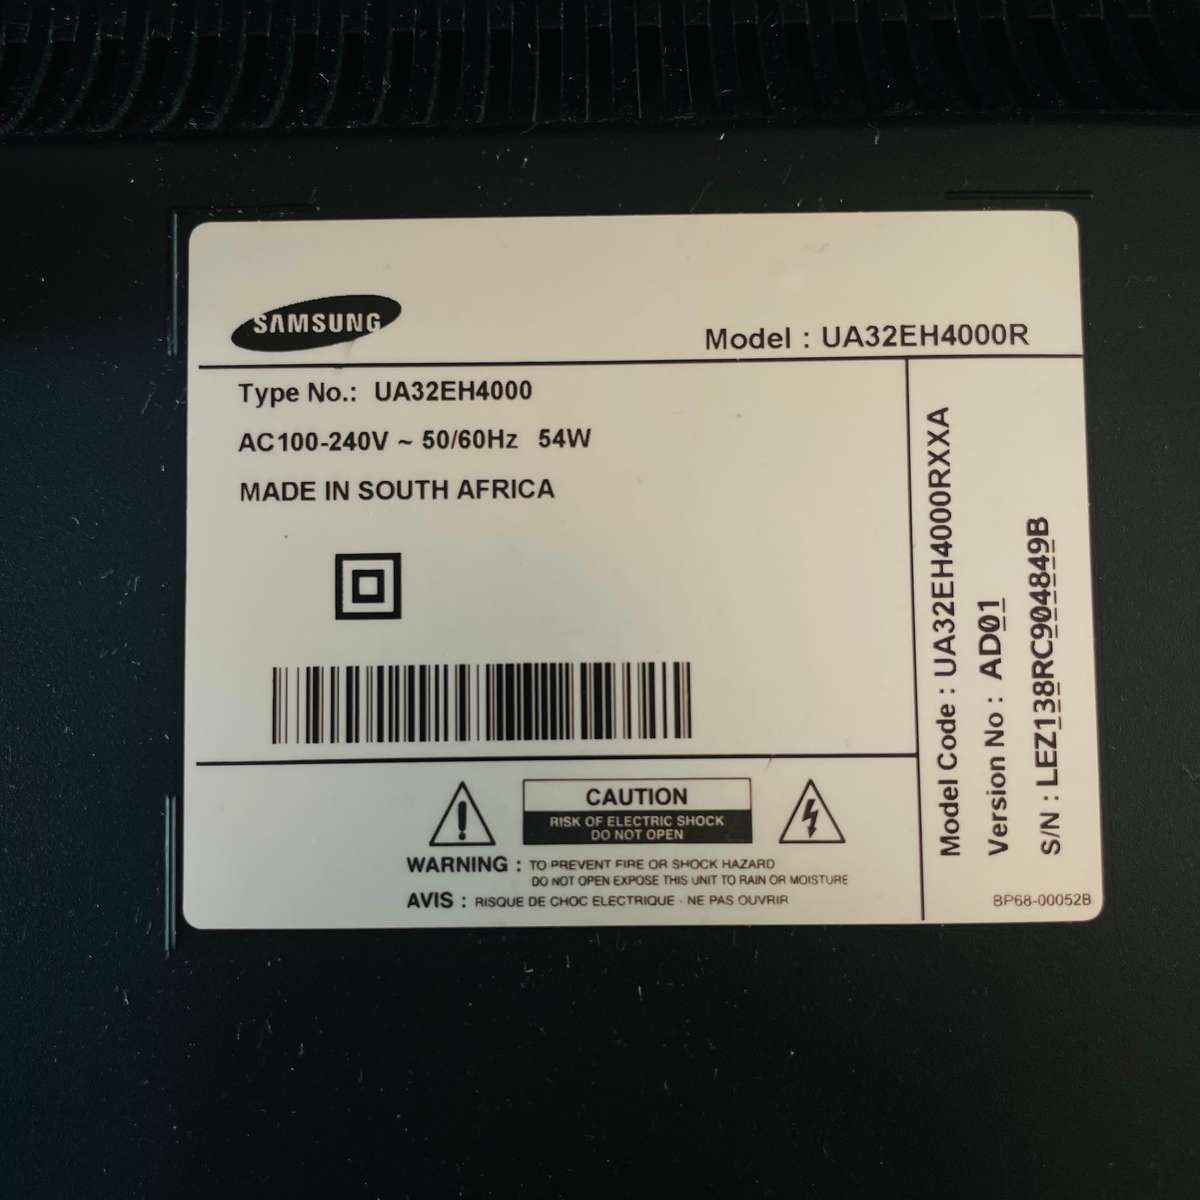 SAMSUNG
Model : UA32EH4000R
Type No.: UA32EH4000
AC100-240V ~ 50/60Hz 54W
MADE IN SOUTH AFRICA
Model Code : UA32EH4000RXXA
Version No : AD01
S/N : LEZ138RC904849B
CAUTION
RISK OF ELECTRIC SHOCK
DO NOT OPEN
WARNING : TO PREVENT FIRE OR SHOCK HAZARD
DO NOT OPEN EXPOSE THIS UNIT TO RAIN OR MOISTURE
AVIS : RISQUE DE CHOC ELECTRIQUE - NE PAS OUVRIR
BP68-00052B